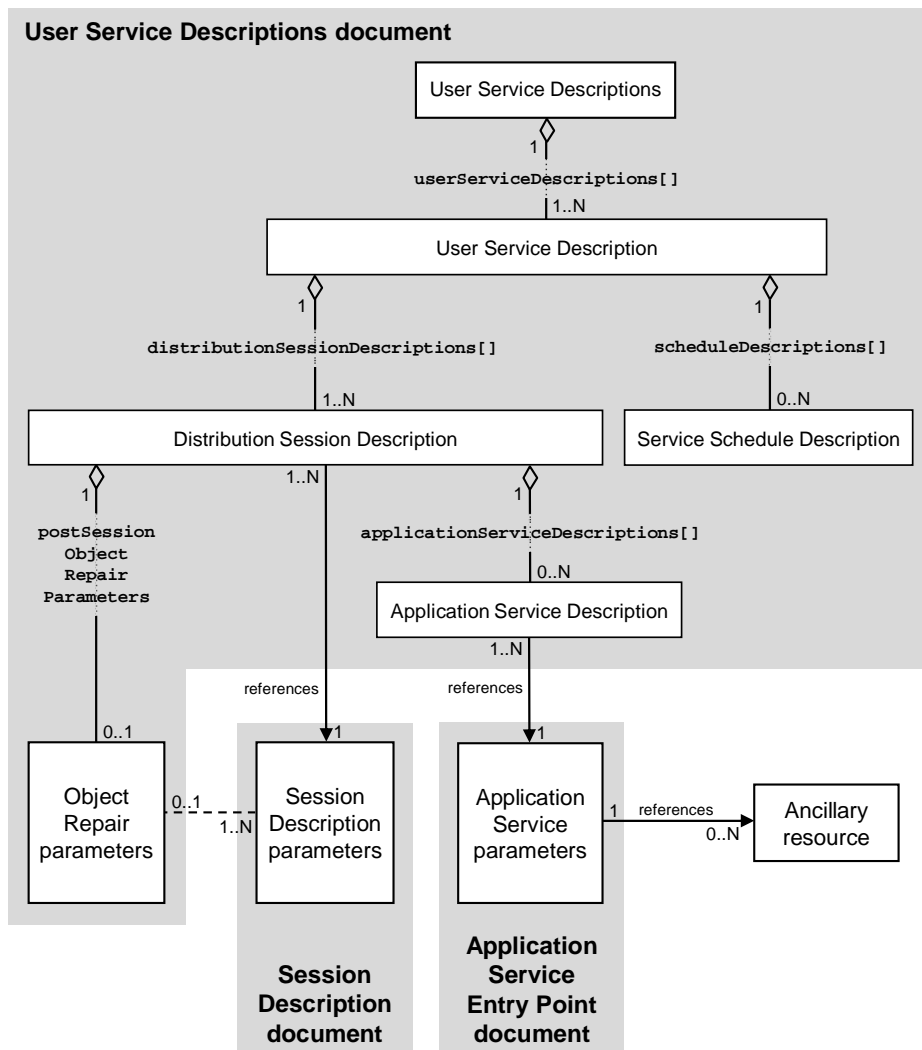 User Service Descriptions document
User Service Descriptions
1
userServiceDescriptions[]
1..N
User Service Description
1
1
distributionSessionDescriptions[]
scheduleDescriptions[]
1..N
0..N
Distribution Session Description
Service Schedule Description
1
1..N
1
postSession
Object
Repair
Parameters
applicationServiceDescriptions[]
0..N
Application Service Description
1..N
references
references
0..1
1
1
Object
Repair
parameters
0..1
1..N
Session
Description
parameters
Application
Service
parameters
1
references
0..N
Ancillary
resource
Session
Description
document
Application
Service
Entry Point
document